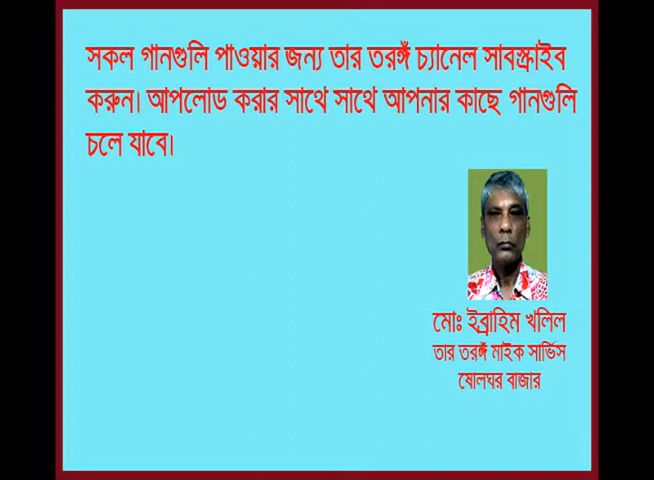 সকল গানগুলি পাওয়ার জন্য তার তরঙ্গঁ চ্যানেল সাবস্ক্রাইব
করুন। আপলোড করার সাথে সাথে আপনার কাছে গানগুলি
চলে যাবে।
মোঃ ইব্রাহিম খলিল
তার তরঙ্গঁ মাইক সার্ভিস
ষোলঘর বাজার